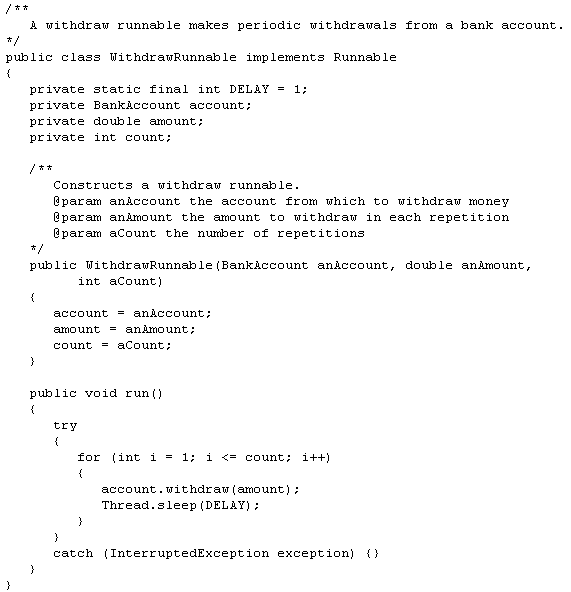 /**
   A withdraw runnable makes periodic withdrawals from a bank account.
*/
public class WithdrawRunnable implements Runnable
{
   private static final int DELAY = 1;
   private BankAccount account;
   private double amount;
   private int count;

   /**
      Constructs a withdraw runnable.
      @param anAccount the account from which to withdraw money
      @param anAmount the amount to withdraw in each repetition
      @param aCount the number of repetitions
   */
   public WithdrawRunnable(BankAccount anAccount, double anAmount,
         int aCount)
   {
      account = anAccount;
      amount = anAmount;
      count = aCount;
   }

   public void run()
   {
      try
      {
         for (int i = 1; i <= count; i++)
         {
            account.withdraw(amount);
            Thread.sleep(DELAY);
         }
      }
      catch (InterruptedException exception) {}
   }
}